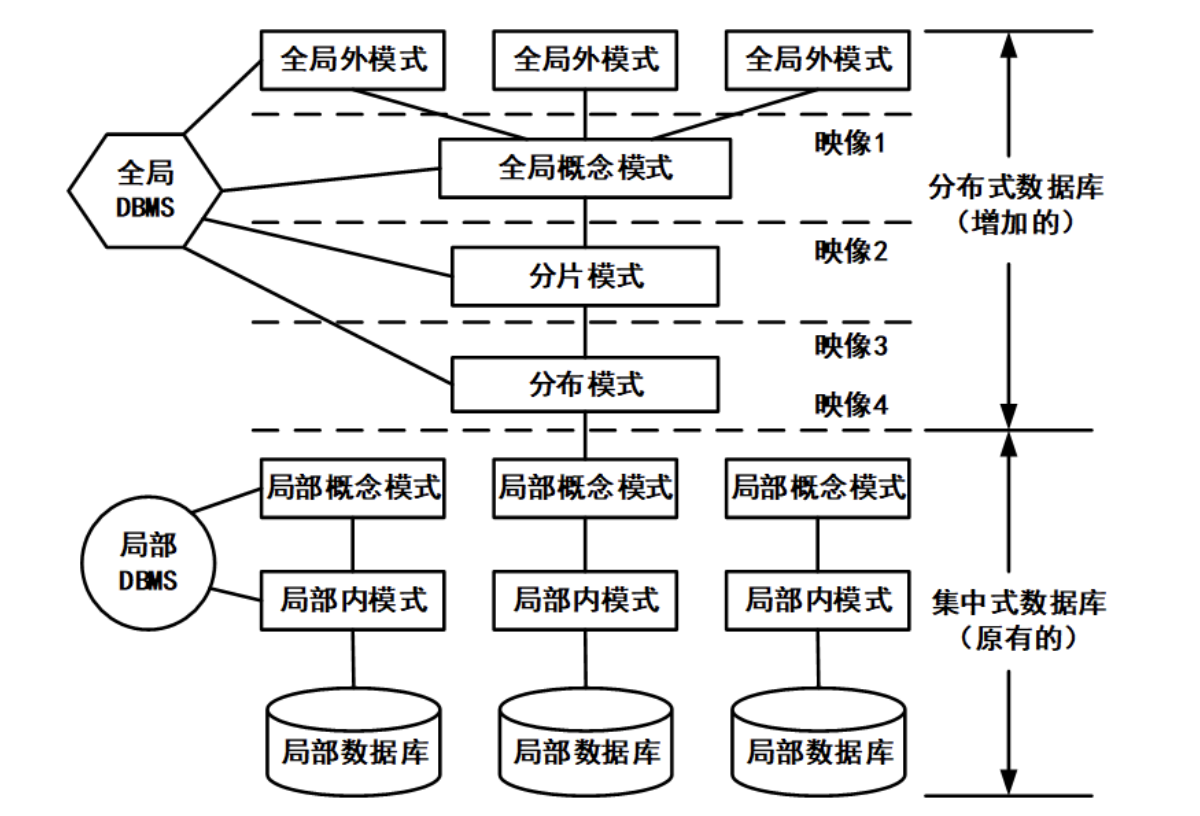 全局外模式
全局外模式
全局外模式
映像1
全局
DBMS
全局概念模式
分布式数据库
（增加的）
映像2
分片模式
映像3
分布模式
映像4
局部概念模式
局部概念模式
局部概念模式
局部
DBMS
局部内模式
局部内模式
局部内模式
集中式数据库
（原有的）
局部数据库
局部数据库
局部数据库